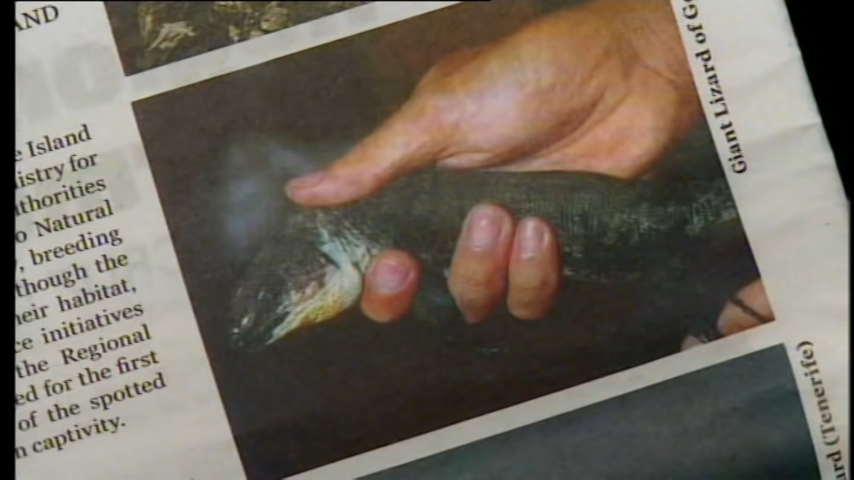 AND
e Island
istry for
thorities
o Natural
, breeding
though the
eir habitat,
ce initiatives
the Regional
ed for the first
of the spotted
n captivity.
Giant Lizard of G
ard (Tenerife)